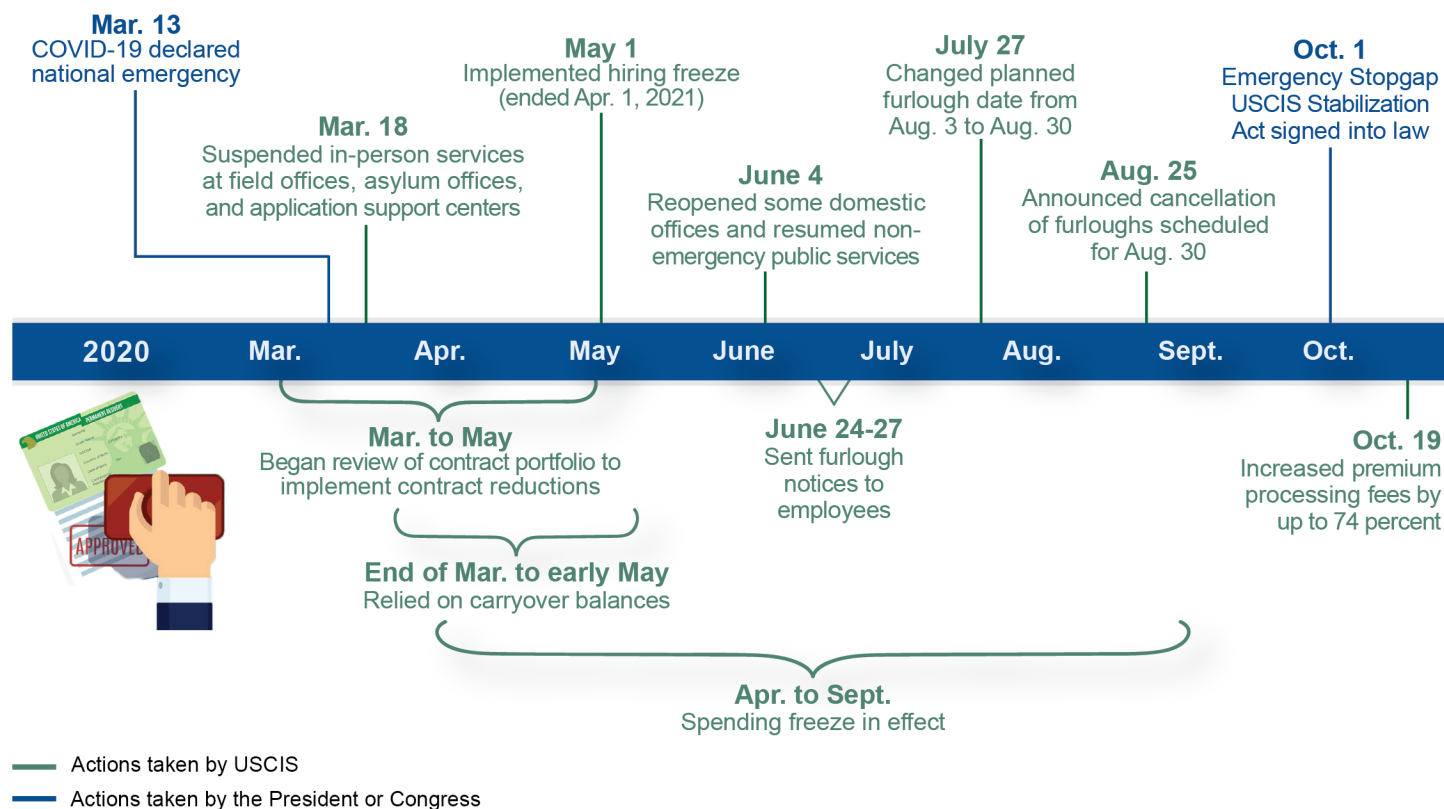 Mar. 13
COVID-19 declared
national emergency
Mar. 18
Suspended in-person services
at field offices, asylum offices,
and application support centers
May 1
Implemented hiring freeze
(ended Apr. 1, 2021)
June 4
Reopened some domestic
offices and resumed non-
emergency public services
July 27
Changed planned
furlough date from
Aug. 3 to Aug. 30
Aug. 25
Announced cancellation
of furloughs scheduled
for Aug. 30
Oct. 1
Emergency Stopgap
USCIS Stabilization
Act signed into law
2020 Mar. Apr. May June July Aug. Sept. Oct.
UNITED STATES OF AMERICA PERMANENT RESIDENT
APPROVED
Mar. to May
Began review of contract portfolio to
implement contract reductions
End of Mar. to early May
Relied on carryover balances
June 24-27
Sent furlough
notices to
employees
Oct. 19
Increased premium
processing fees by
up to 74 percent
Apr. to Sept.
Spending freeze in effect
Actions taken by USCIS
Actions taken by the President or Congress